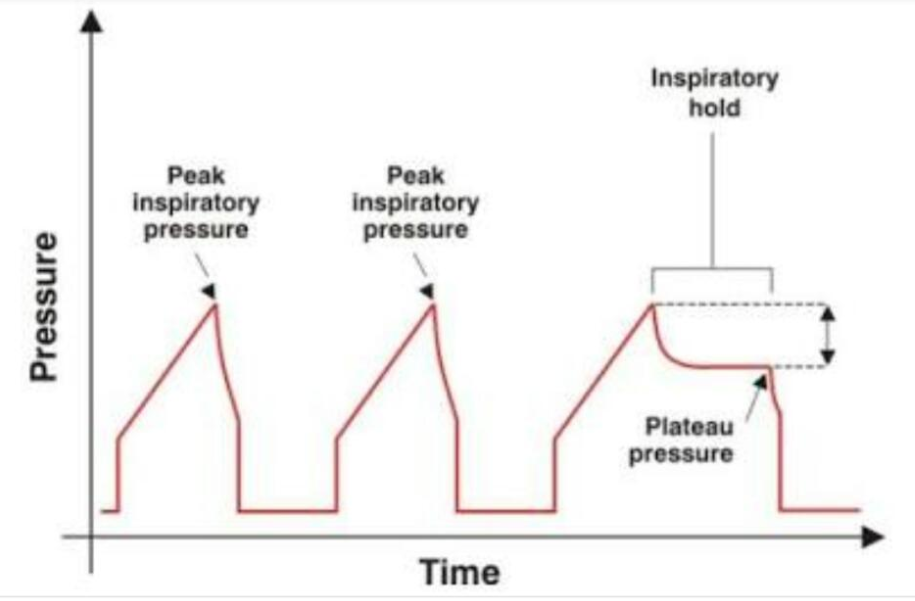 Inspiratory
hold
Peak
inspiratory
pressure
Peak
inspiratory
pressure
Pressure
Plateau
pressure
Time